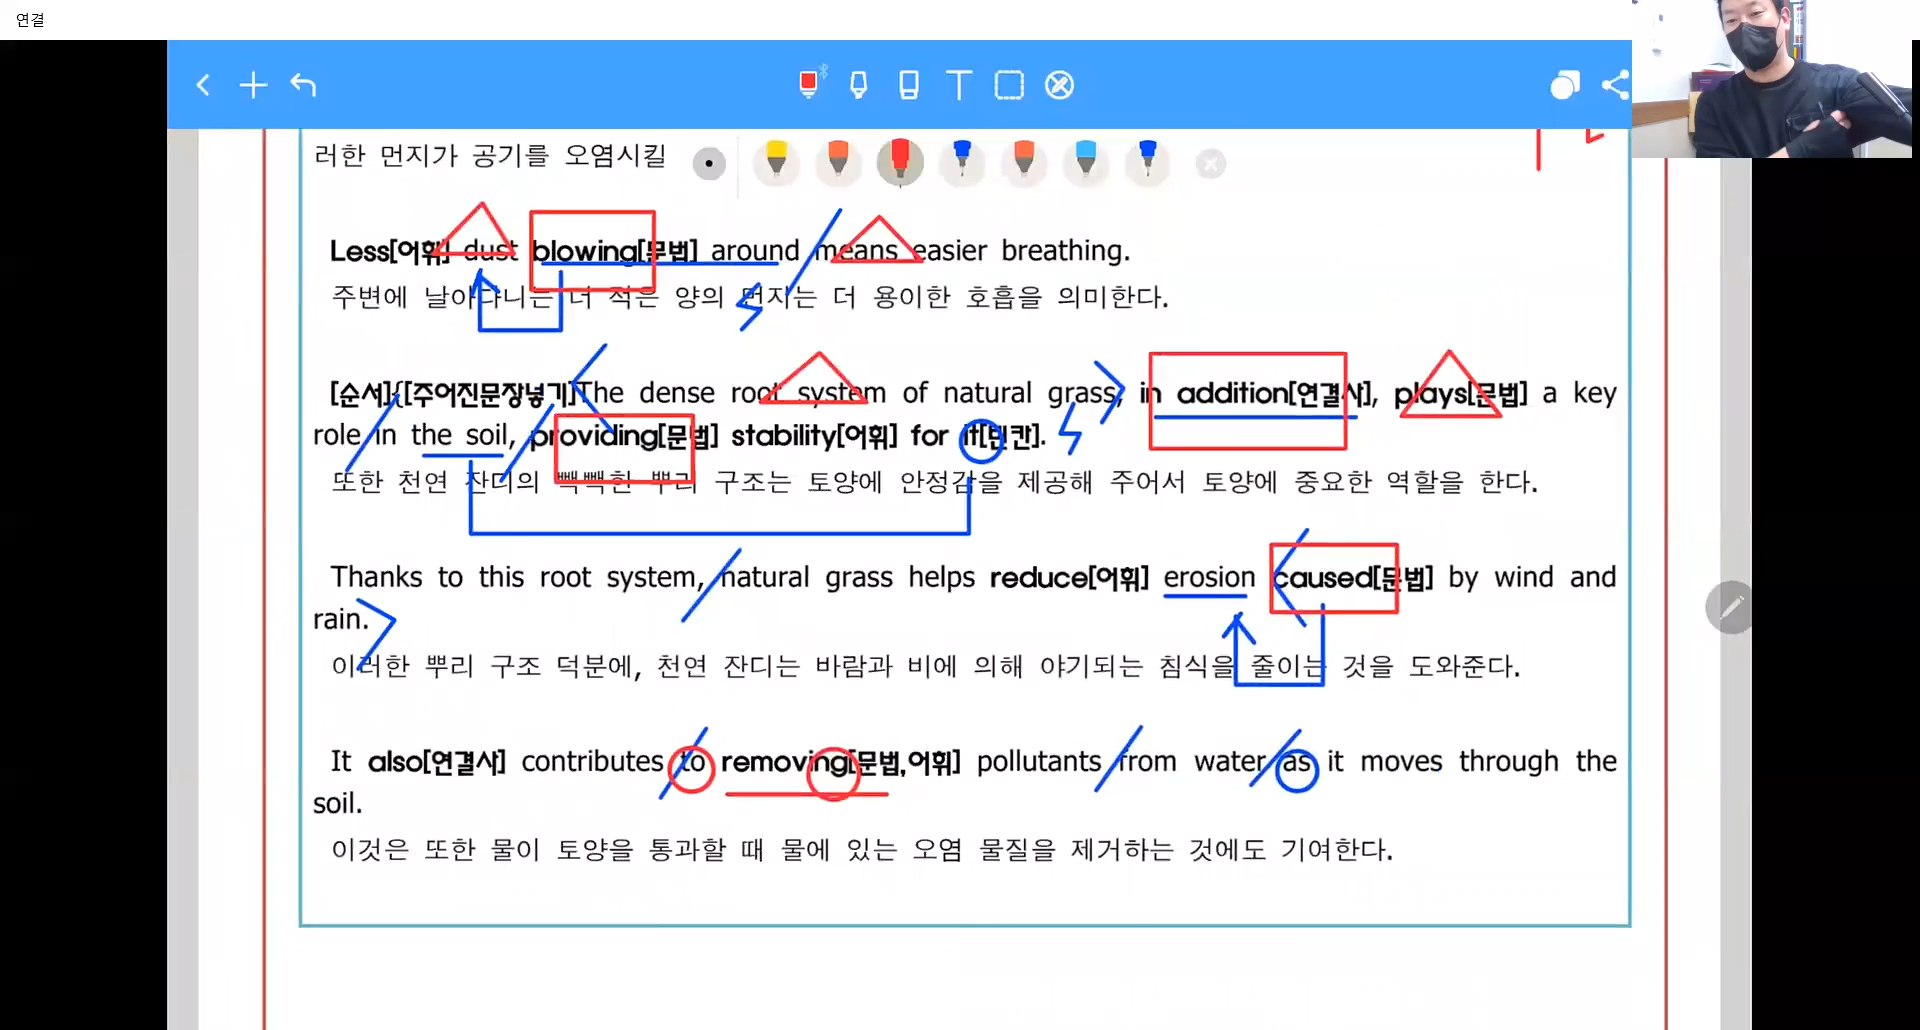 연결
러한 먼지가 공기를 오염시킬
Less[어휘] dust blowing[문법] around means easier breathing.
주변에 날아다니는 더 적은 양의 먼지는 더 용이한 호흡을 의미한다.
[순서]{[주어진문장넣기]The dense root system of natural grass, in addition[연결사], plays[문법] a key
role in the soil, providing[문법] stability[어휘] for it[빈칸].
또한 천연 잔디의 빽빽한 뿌리 구조는 토양에 안정감을 제공해 주어서 토양에 중요한 역할을 한다.
Thanks to this root system, natural grass helps reduce[어휘] erosion caused[문법] by wind and
rain.
이러한 뿌리 구조 덕분에, 천연 잔디는 바람과 비에 의해 야기되는 침식을 줄이는 것을 도와준다.
It also[연결사] contributes to removing[문법,어휘] pollutants from water as it moves through the
soil.
이것은 또한 물이 토양을 통과할 때 물에 있는 오염 물질을 제거하는 것에도 기여한다.